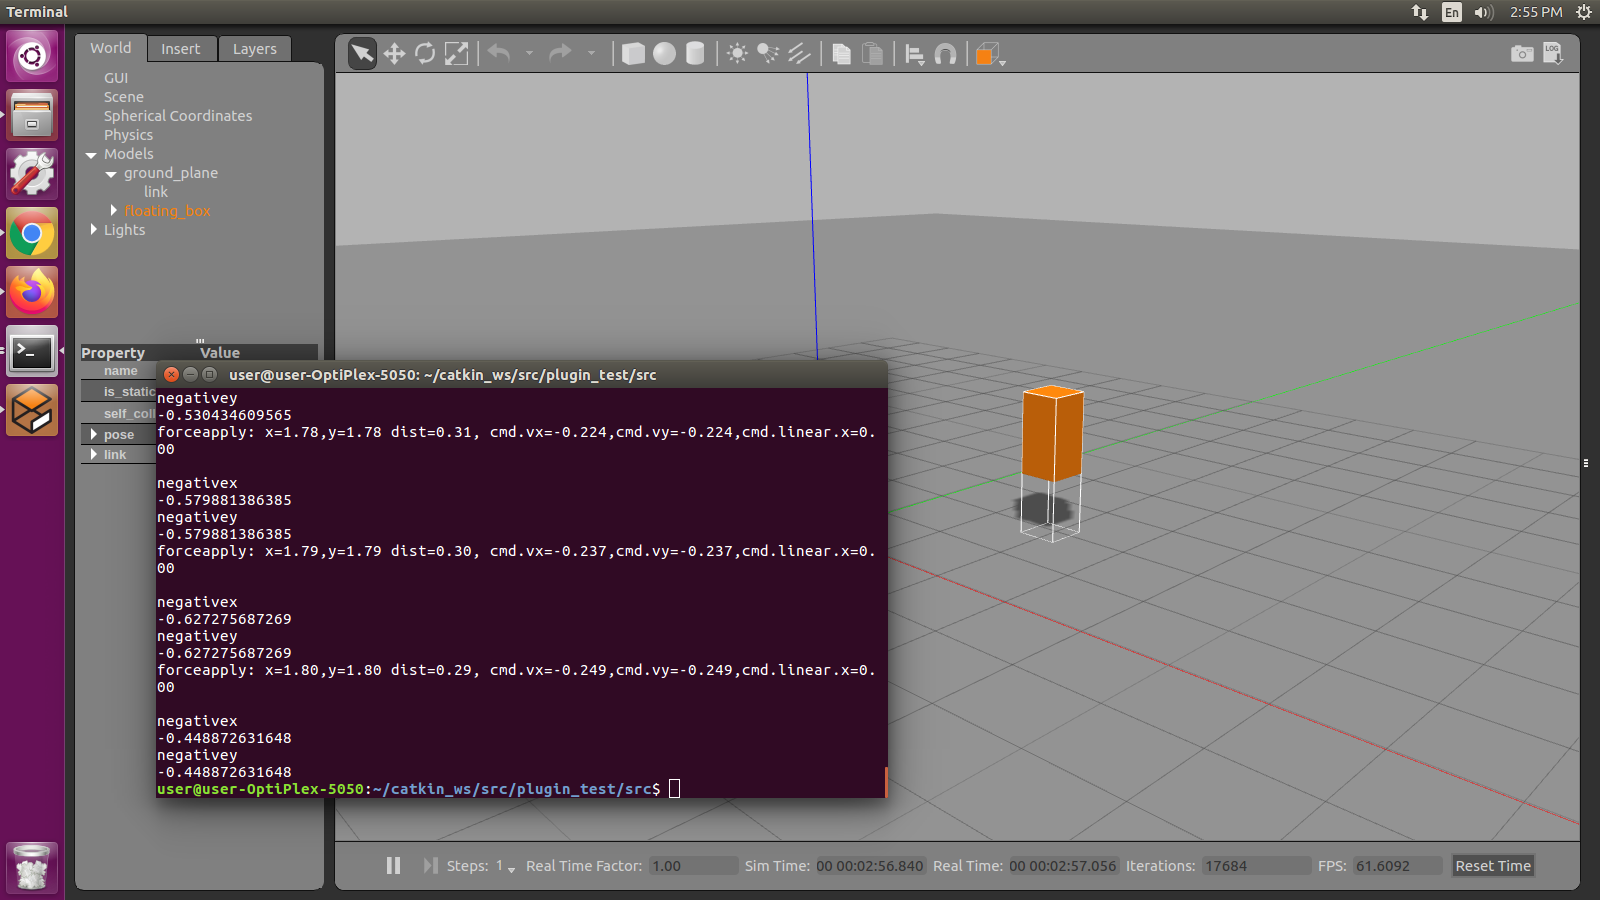 Terminal
En
2:55 PM
World
Insert
Layers
GUI
Scene
Spherical Coordinates
Physics
Models
ground_plane
link
floating_box
Lights
LOG
Property Value
name
is_static
self_coll
pose
link
user@user-OptiPlex-5050: ~/catkin_ws/src/plugin_test/src
negativey
-0.530434609565
forceapply: x=1.78,y=1.78 dist=0.31, cmd.vx=-0.224,cmd.vy=-0.224,cmd.linear.x=0.
00
negativex
-0.579881386385
negativey
-0.579881386385
forceapply: x=1.79,y=1.79 dist=0.30, cmd.vx=-0.237,cmd.vy=-0.237,cmd.linear.x=0.
00
negativex
-0.627275687269
negativey
-0.627275687269
forceapply: x=1.80,y=1.80 dist=0.29, cmd.vx=-0.249,cmd.vy=-0.249,cmd.linear.x=0.
00
negativex
-0.448872631648
negativey
-0.448872631648
user@user-OptiPlex-5050:~/catkin_ws/src/plugin_test/src$
Steps: 1 Real Time Factor: 1.00 Sim Time: 00 00:02:56.840 Real Time: 00 00:02:57.056 Iterations: 17684 FPS: 61.6092 Reset Time